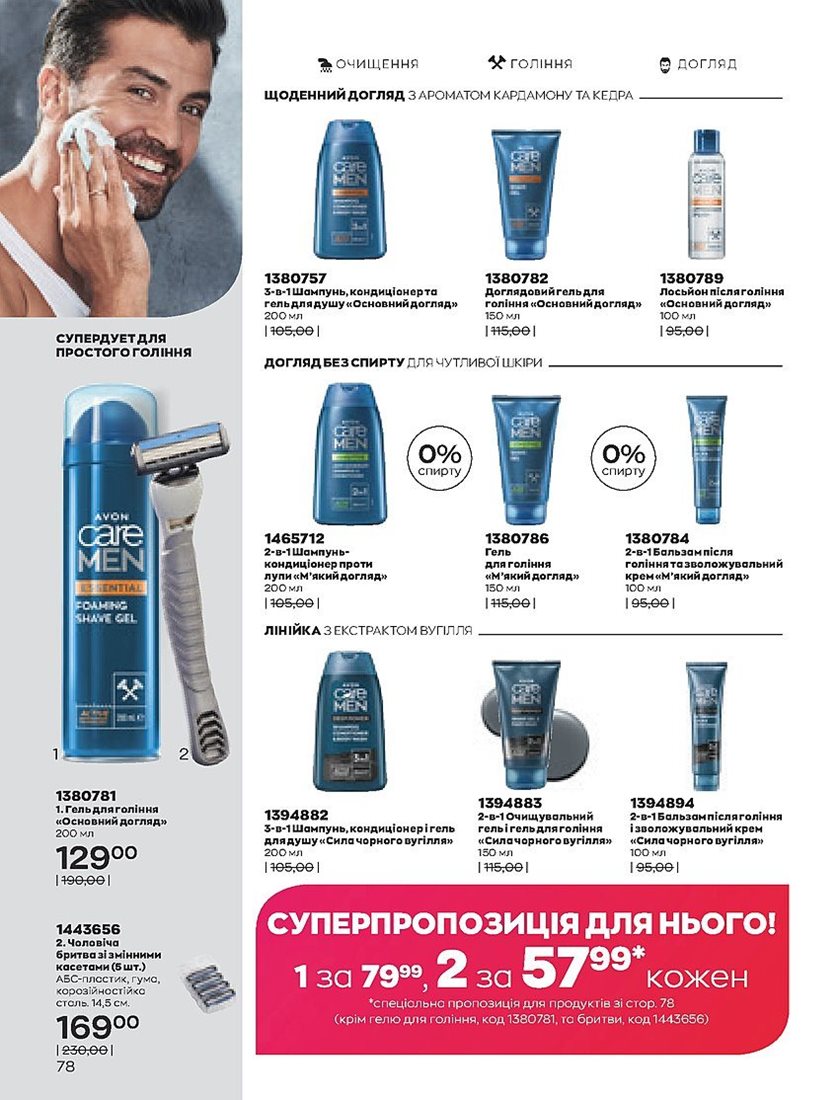 ОЧИЩЕННЯ
ГОЛІННЯ
ДОГЛЯД
ЩОДЕННИЙ ДОГЛЯД З АРОМАТОМ КАРДАМОНУ ТА КЕДРА
1380757
3-в-1 Шампунь, кондиціонер та
гель для душу «Основний догляд»
200 мл
|105,00|
1380782
Доглядовий гель для
гоління «Основний догляд»
150 мл
|115,00|
1380789
Лосьйон після гоління
«Основний догляд»
100 мл
|95,00|
СУПЕРДУЕТ ДЛЯ
ПРОСТОГО ГОЛІННЯ
ДОГЛЯД БЕЗ СПИРТУ ДЛЯ ЧУТЛИВОЇ ШКІРИ
0%
спирту
0%
спирту
1465712
2-в-1 Шампунь-
кондиціонер проти
лупи «М'який догляд»
200 мл
|105,00|
1380786
Гель
для гоління
«М'який догляд»
150 мл
|115,00|
1380784
2-в-1 Бальзам після
гоління та зволожувальний
крем «М'який догляд»
100 мл
|95,00|
AVON
care
MEN
ESSENTIAL
FOAMING
SHAVE GEL
200 ml e
1
2
ЛІНІЙКА З ЕКСТРАКТОМ ВУГІЛЛЯ
1394882
3-в-1 Шампунь, кондиціонер і гель
для душу «Сила чорного вугілля»
200 мл
|105,00|
1394883
2-в-1 Очищувальний
гель і гель для гоління
«Сила чорного вугілля»
150 мл
|115,00|
1394894
2-в-1 Бальзам після гоління
і зволожувальний крем
«Сила чорного вугілля»
100 мл
|95,00|
1380781
1. Гель для гоління
«Основний догляд»
200 мл
129 00
|190,00|
1443656
2. Чоловіча
бритва зі змінними
касетами (5 шт.)
АБС-пластик, гума,
корозійностійка
сталь. 14,5 см.
169 00
|230,00|
78
СУПЕРПРОПОЗИЦІЯ ДЛЯ НЬОГО!
1 за 79 99, 2 за 57 99* кожен
*спеціальна пропозиція для продуктів зі стор. 78
(крім гелю для гоління, код 1380781, та бритви, код 1443656)